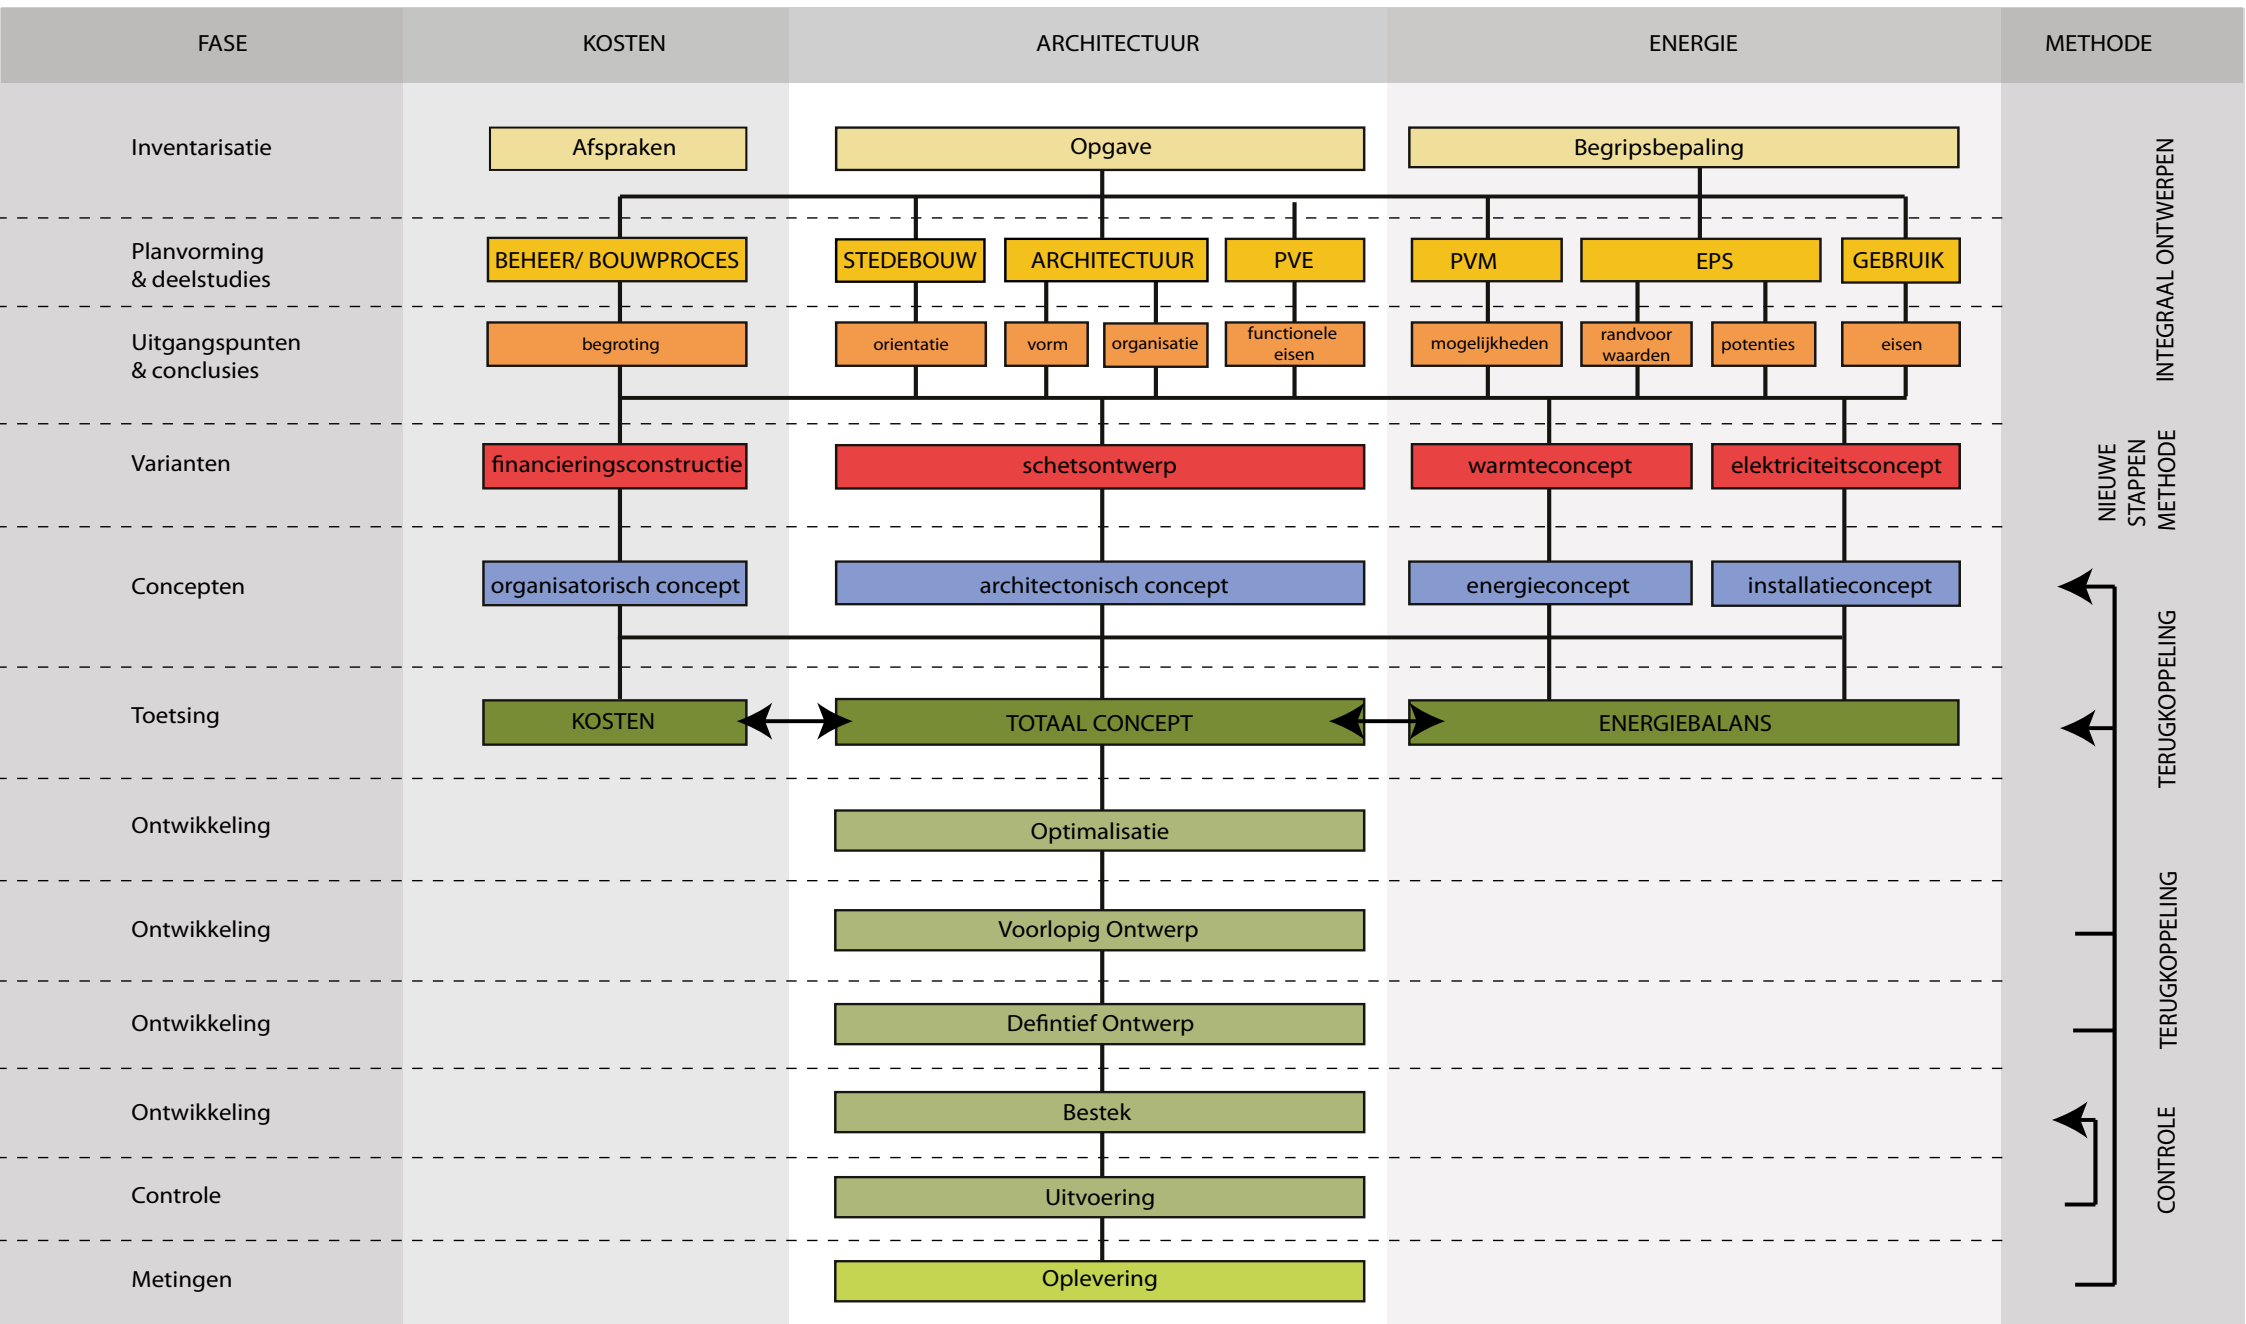 FASE
KOSTEN
ARCHITECTUUR
ENERGIE
METHODE
Inventarisatie
Afspraken
Opgave
Begripsbepaling
Planvorming
& deelstudies
BEHEER/ BOUWPROCES
STEDEBOUW
ARCHITECTUUR
PVE
PVM
EPS
GEBRUIK
INTEGRAAL ONTWERPEN
Uitgangspunten
& conclusies
begroting
orientatie
vorm
organisatie
functionele
eisen
mogelijkheden
randvoor
waarden
potenties
eisen
Varianten
financieringsconstructie
schetsontwerp
warmteconcept
elektriciteitsconcept
NIEUWE
STAPPEN
METHODE
Concepten
organisatorisch concept
architectonisch concept
energieconcept
installatieconcept
TERUGKOPPELING
Toetsing
KOSTEN
TOTAAL CONCEPT
ENERGIEBALANS
Ontwikkeling
Optimalisatie
Ontwikkeling
Voorlopig Ontwerp
TERUGKOPPELING
Ontwikkeling
Defintief Ontwerp
Ontwikkeling
Bestek
CONTROLE
Controle
Uitvoering
Metingen
Oplevering